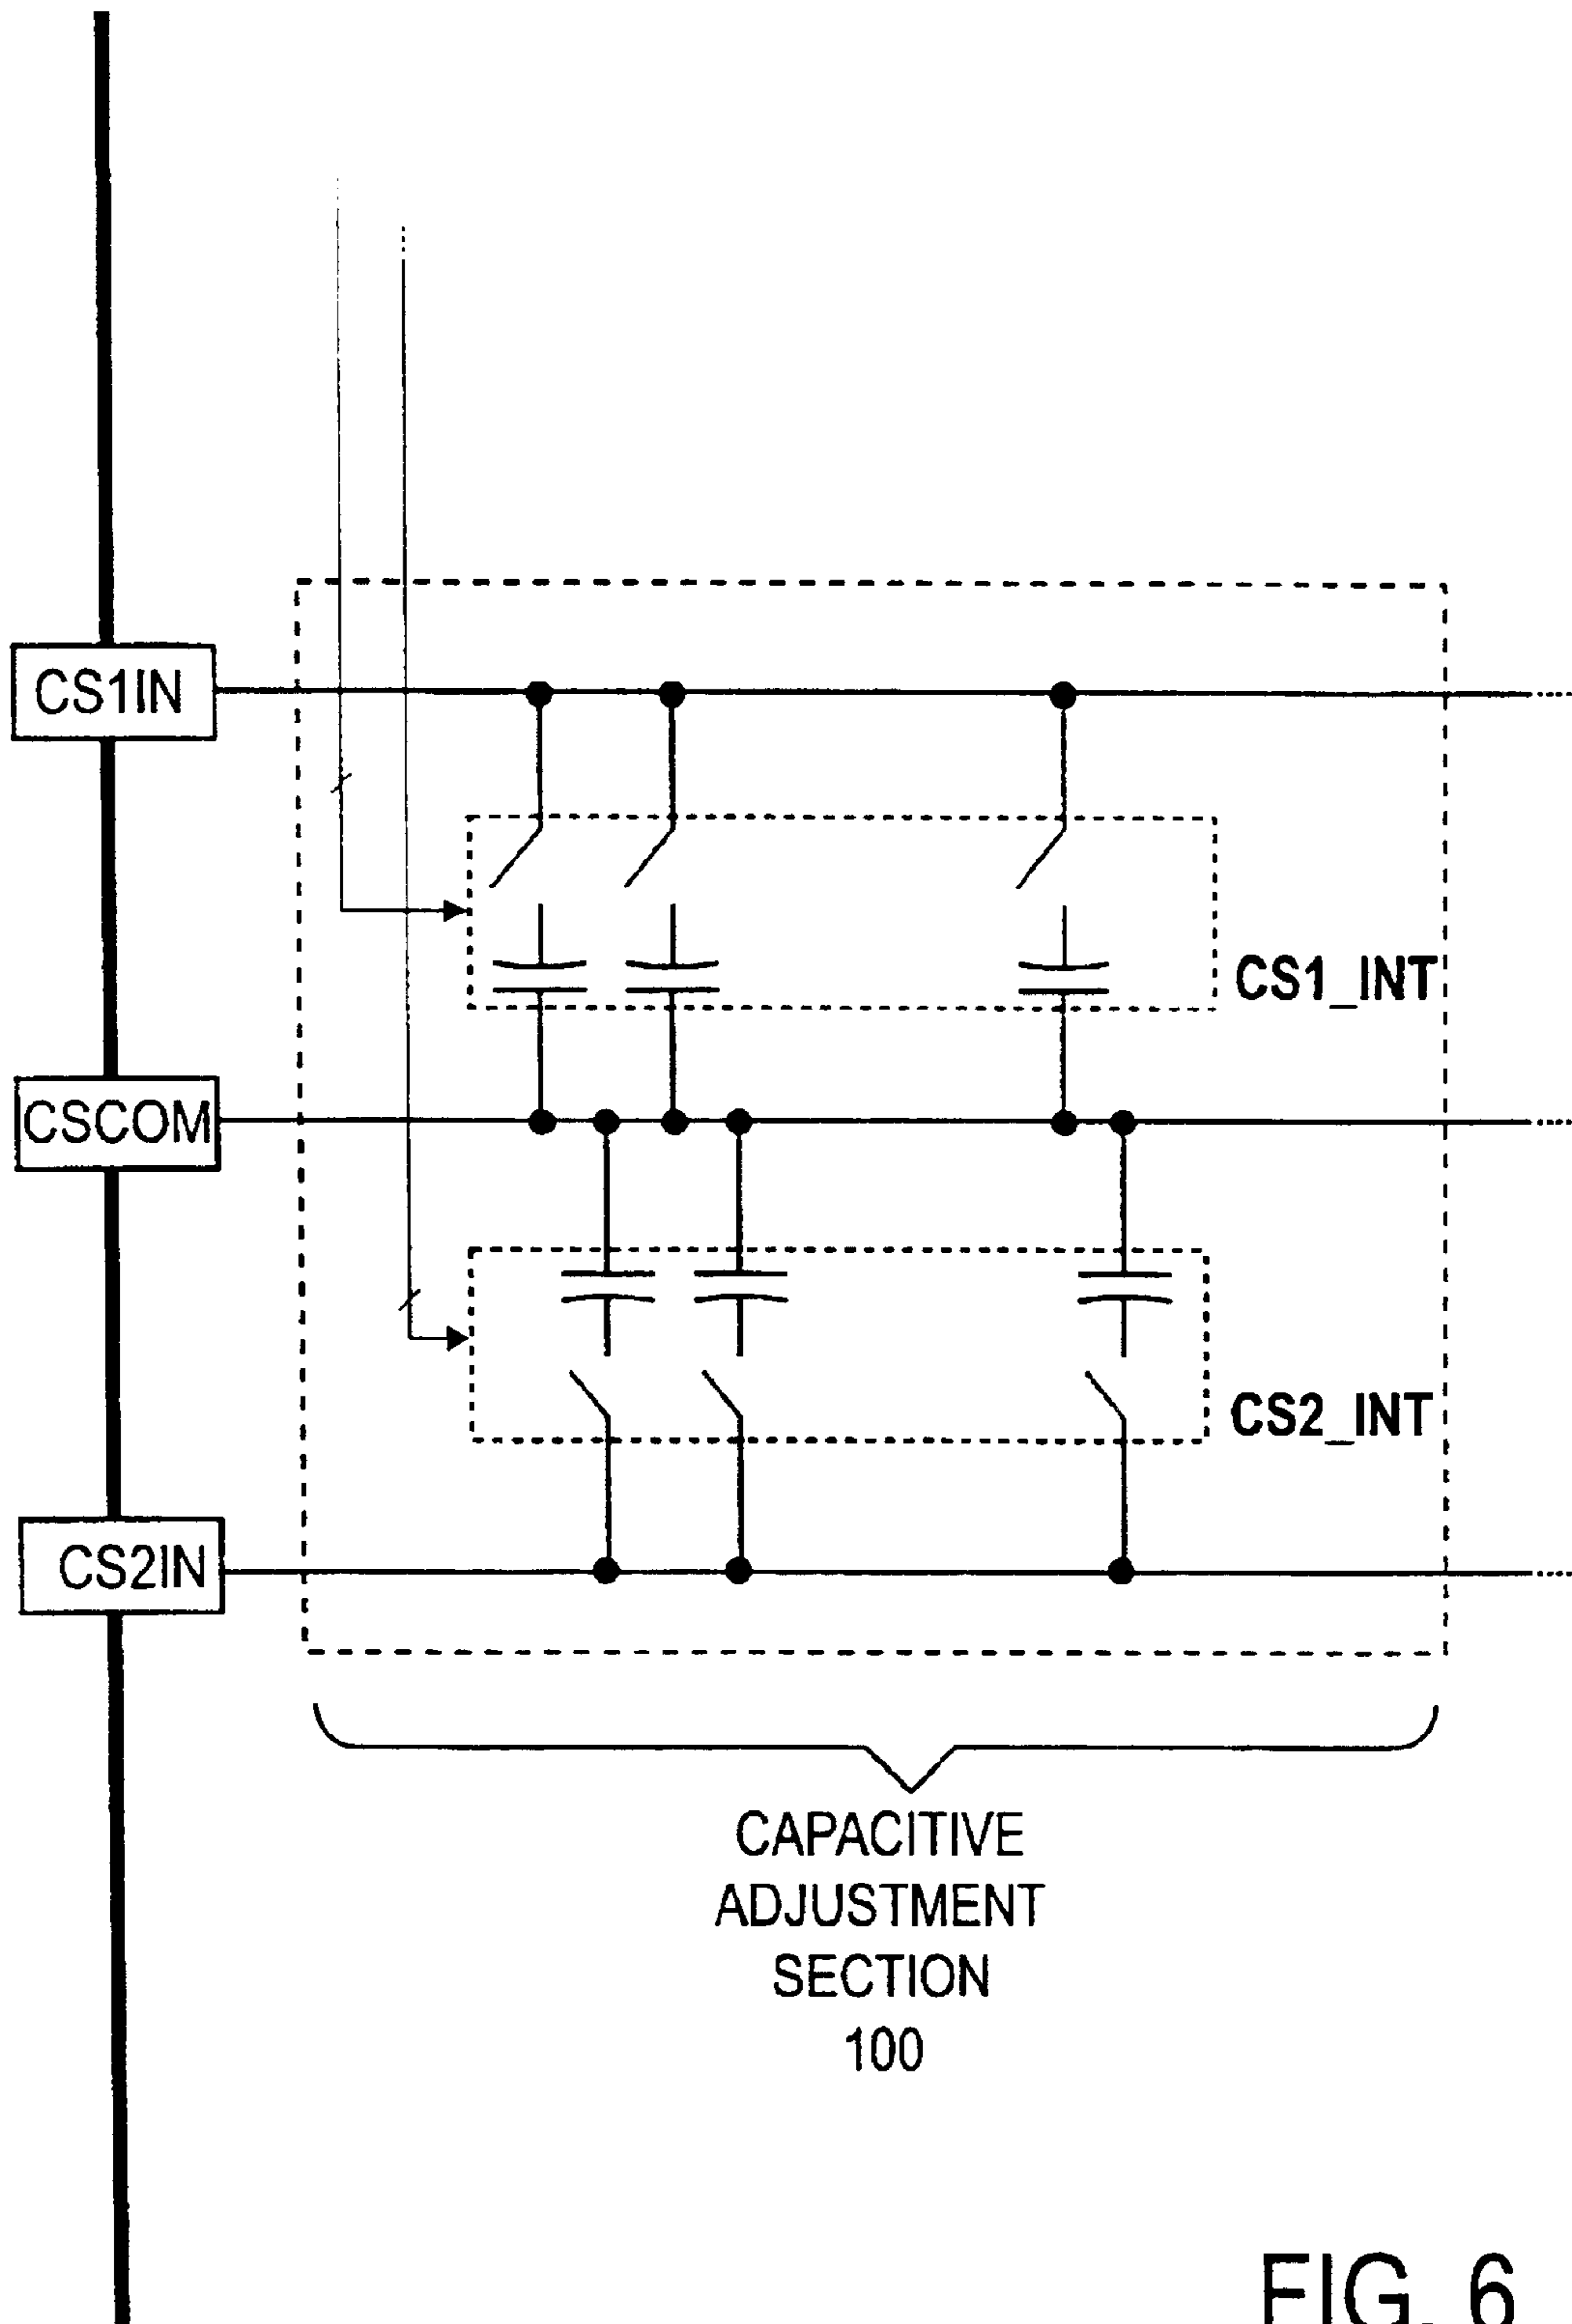 CS1IN
CS1_INT
CSCOM
CS2_INT
CS2IN
CAPACITIVE
ADJUSTMENT
SECTION
100
FIG. 6